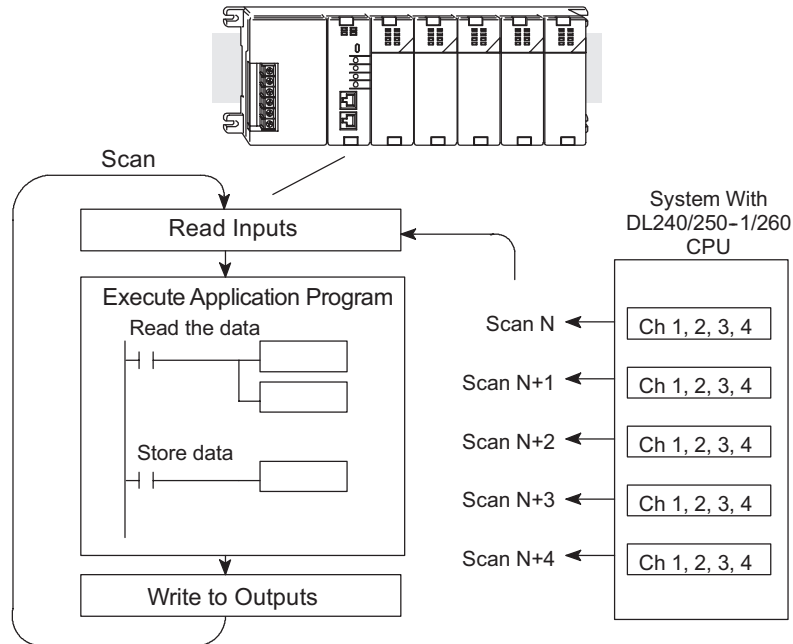 Scan
Read Inputs
Execute Application Program
Read the data
Store data
Write to Outputs
System With
DL240/250-1/260
CPU
Scan N
Ch 1, 2, 3, 4
Scan N+1
Ch 1, 2, 3, 4
Scan N+2
Ch 1, 2, 3, 4
Scan N+3
Ch 1, 2, 3, 4
Scan N+4
Ch 1, 2, 3, 4